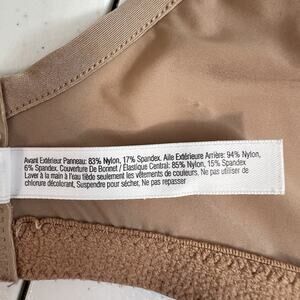 Avant Extérieur Panneau: 83% Nylon, 17% Spandex. Aile Extérieure Arrière: 94% Nylon,
6% Spandex. Couverture De Bonnet / Élastique Central: 85% Nylon, 15% Spandex
Laver à la main à l'eau tiède seulement les vêtements de couleurs, Ne pas utiliser de
chlorure décolorant, Suspendre pour sécher, Ne pas repasser